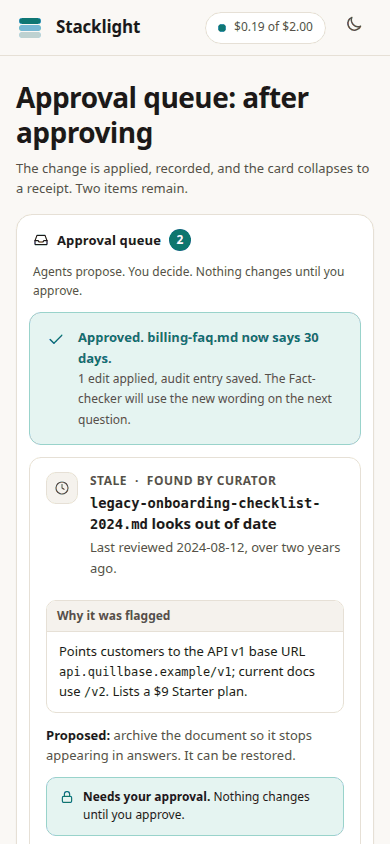 Stacklight
$0.19 of $2.00
Approval queue: after
approving
The change is applied, recorded, and the card collapses to
a receipt. Two items remain.
Approval queue 2
Agents propose. You decide. Nothing changes until you
approve.
Approved. billing-faq.md now says 30
days.
1 edit applied, audit entry saved. The Fact-
checker will use the new wording on the next
question.
STALE · FOUND BY CURATOR
legacy-onboarding-checklist-
2024.md looks out of date
Last reviewed 2024-08-12, over two years
ago.
Why it was flagged
Points customers to the API v1 base URL
api.quillbase.example/v1; current docs
use /v2. Lists a $9 Starter plan.
Proposed: archive the document so it stops
appearing in answers. It can be restored.
Needs your approval. Nothing changes
until you approve.